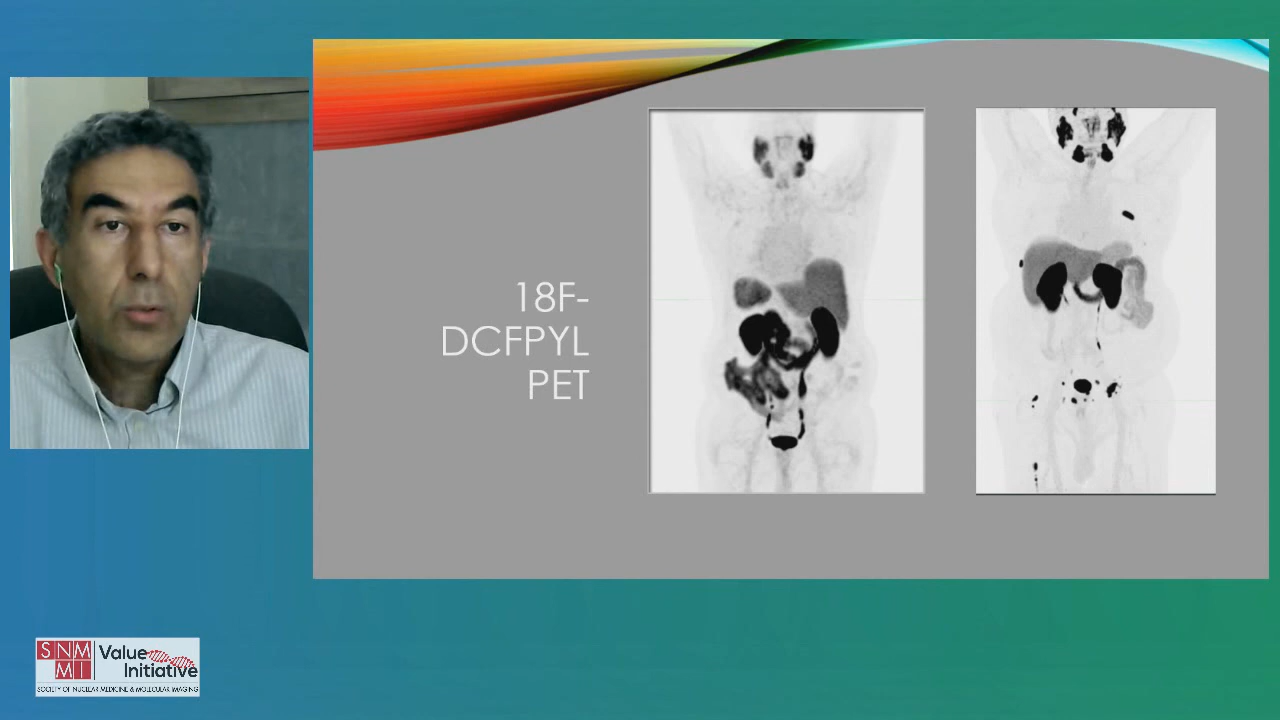 18F-
DCFPYL
PET
SNM
MI
Value
Initiative
SOCIETY OF NUCLEAR MEDICINE & MOLECULAR IMAGING